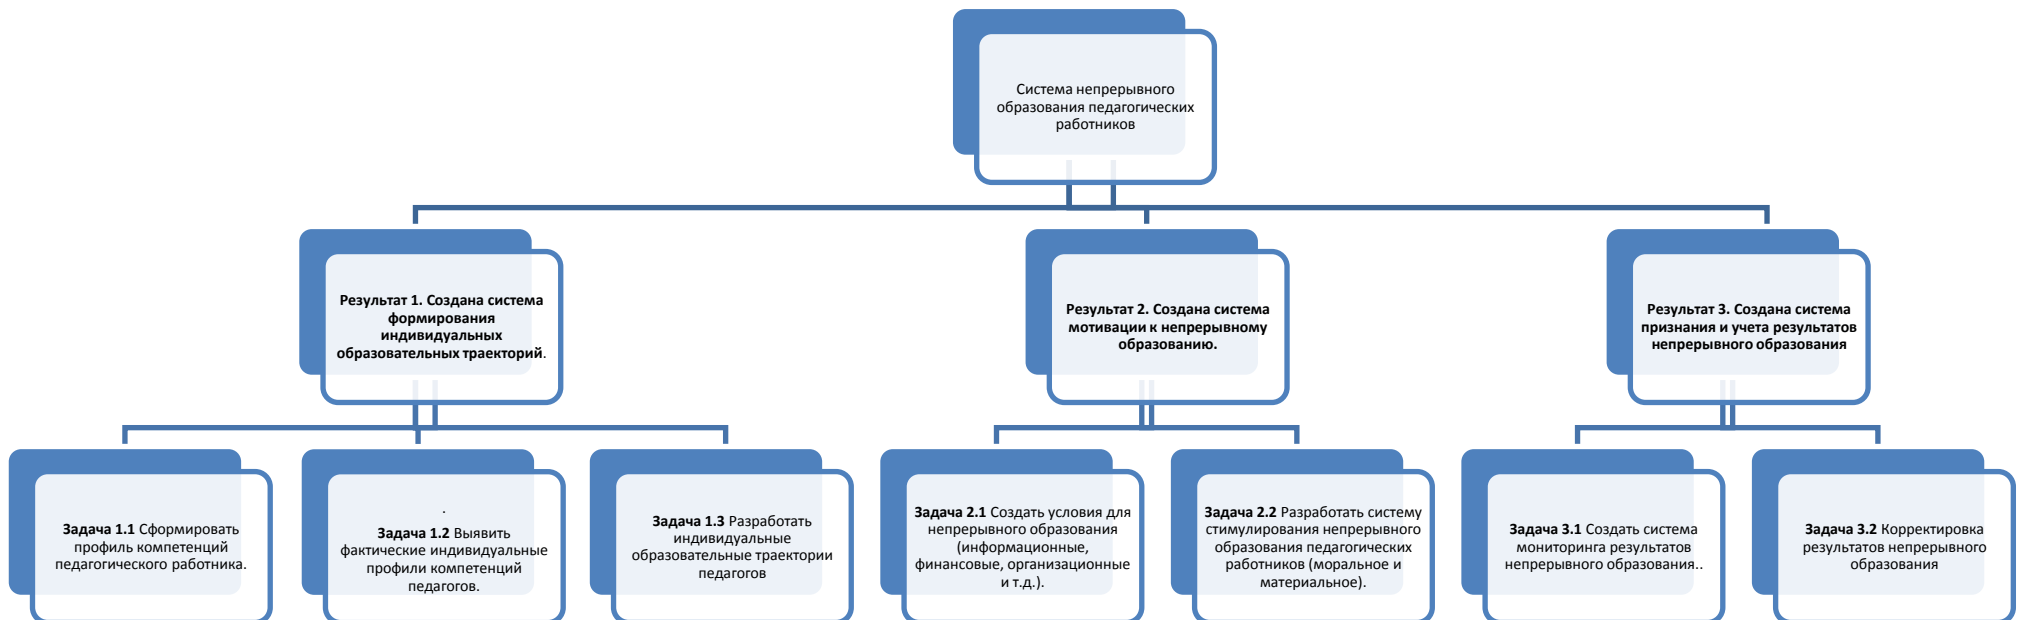 Система непрерывного
образования педагогических
работников
Результат 1. Создана система
формирования
индивидуальных
образовательных траекторий.
Результат 2. Создана система
мотивации к непрерывному
образованию.
Результат 3. Создана система
признания и учета результатов
непрерывного образования
Задача 1.1 Сформировать
профиль компетенций
педагогического работника.
.
Задача 1.2 Выявить
фактические индивидуальные
профили компетенций
педагогов.
Задача 1.3 Разработать
индивидуальные
образовательные траектории
педагогов
Задача 2.1 Создать условия для
непрерывного образования
(информационные,
финансовые, организационные
и т.д.).
Задача 2.2 Разработать систему
стимулирования непрерывного
образования педагогических
работников (моральное и
материальное).
Задача 3.1 Создать система
мониторинга результатов
непрерывного образования..
Задача 3.2 Корректировка
результатов непрерывного
образования